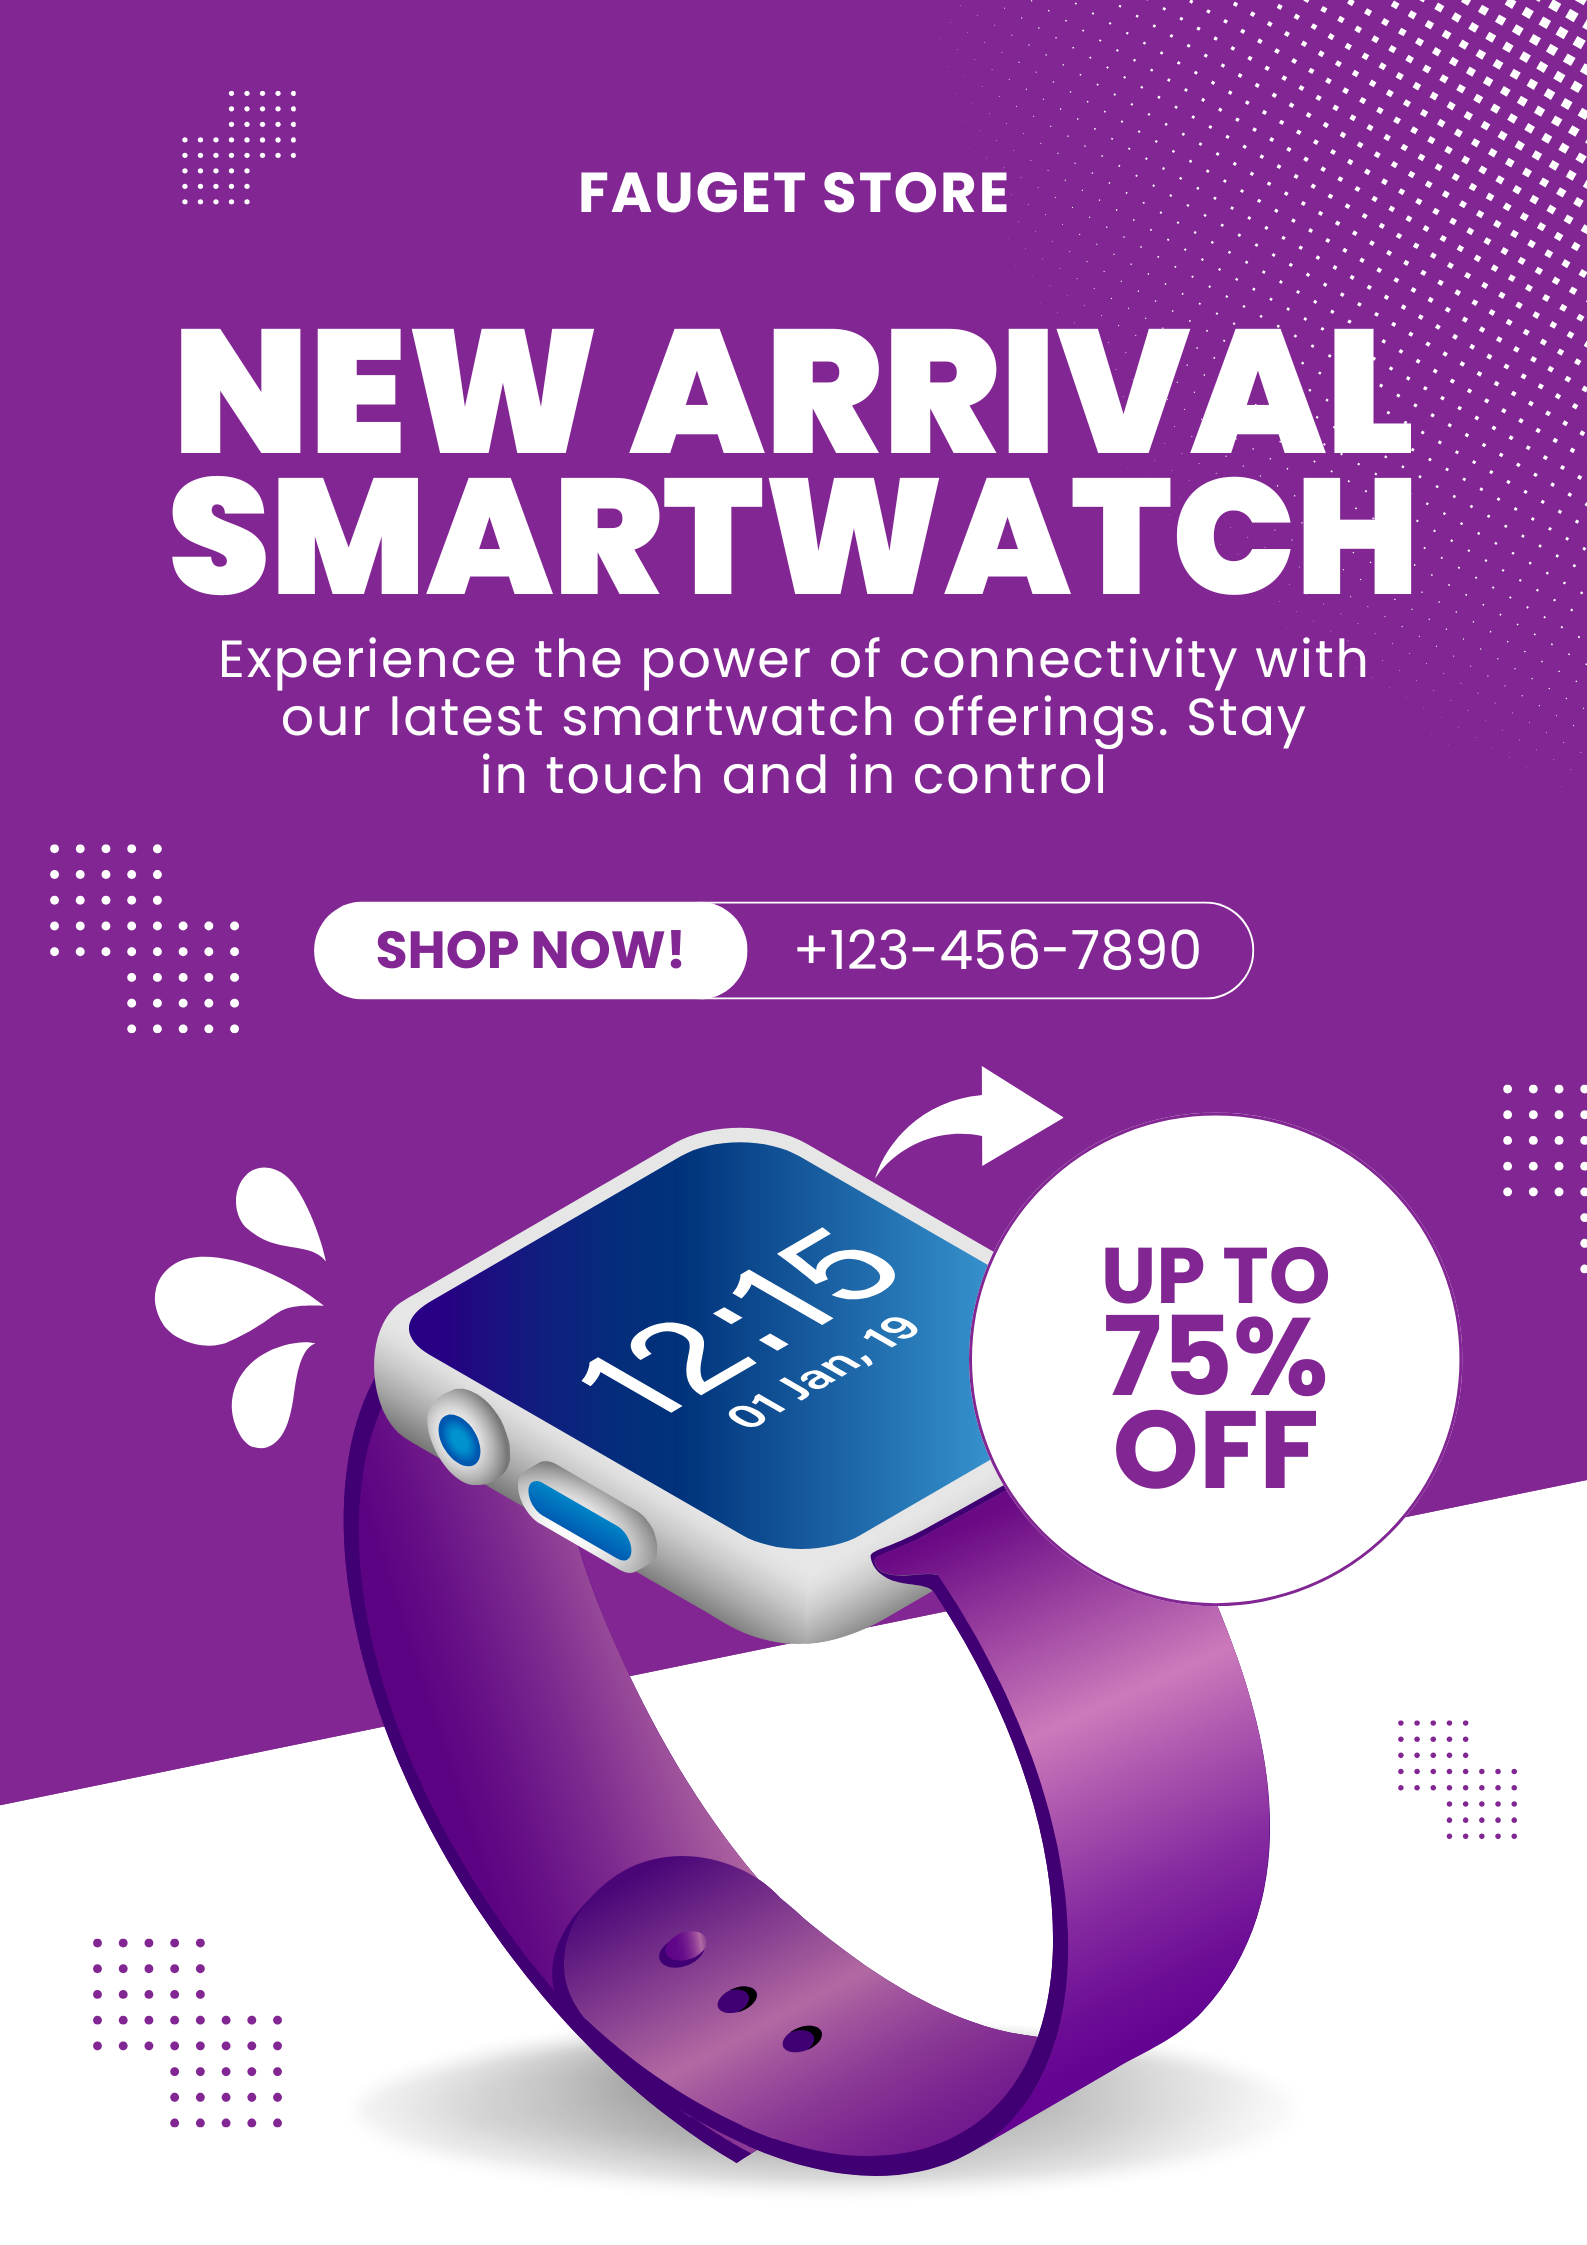 FAUGET STORE
NEW ARRIVAL
SMARTWATCH
Experience the power of connectivity with
our latest smartwatch offerings. Stay
in touch and in control
SHOP NOW!
+123-456-7890
12:15
01 Jan, 19
UP TO
75%
OFF